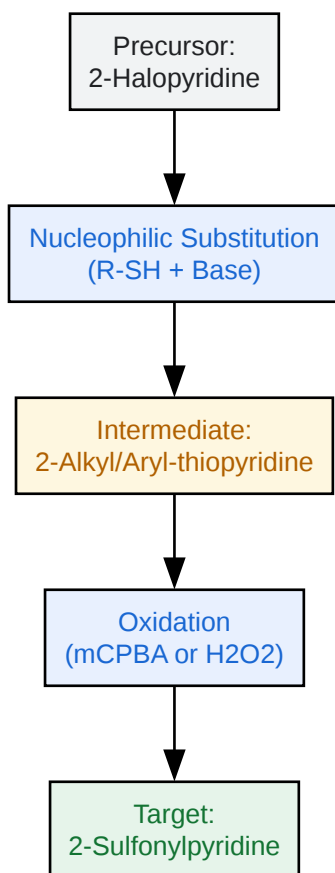 Precursor:
2-Halopyridine
Nucleophilic Substitution
(R-SH + Base)
Intermediate:
2-Alkyl/Aryl-thiopyridine
Oxidation
(mCPBA or H2O2)
Target:
2-Sulfonylpyridine